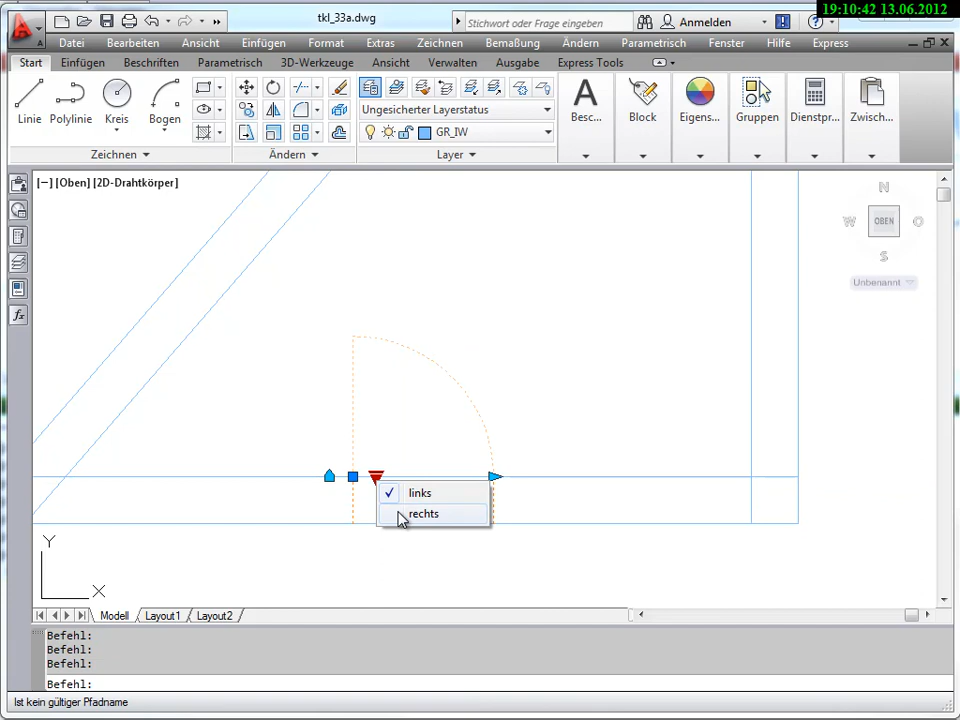 19:10:42 13.06.2012
tkl_33a.dwg
Stichwort oder Frage eingeben
Anmelden
Datei Bearbeiten Ansicht Einfügen Format Extras Zeichnen Bemaßung Ändern Parametrisch Fenster Hilfe Express
Start Einfügen Beschriften Parametrisch 3D-Werkzeuge Ansicht Verwalten Ausgabe Express Tools
Linie Polylinie Kreis Bogen
Ungesicherter Layerstatus
GR_IW
Besc... Block Eigens... Gruppen Dienstpr... Zwisch...
Zeichnen Ändern Layer
[−] [Oben] [2D-Drahtkörper]
N
W OBEN O
S
Unbenannt
links
rechts
Y
X
Modell Layout1 Layout2
Befehl:
Befehl:
Befehl:
Befehl:
Ist kein gültiger Pfadname